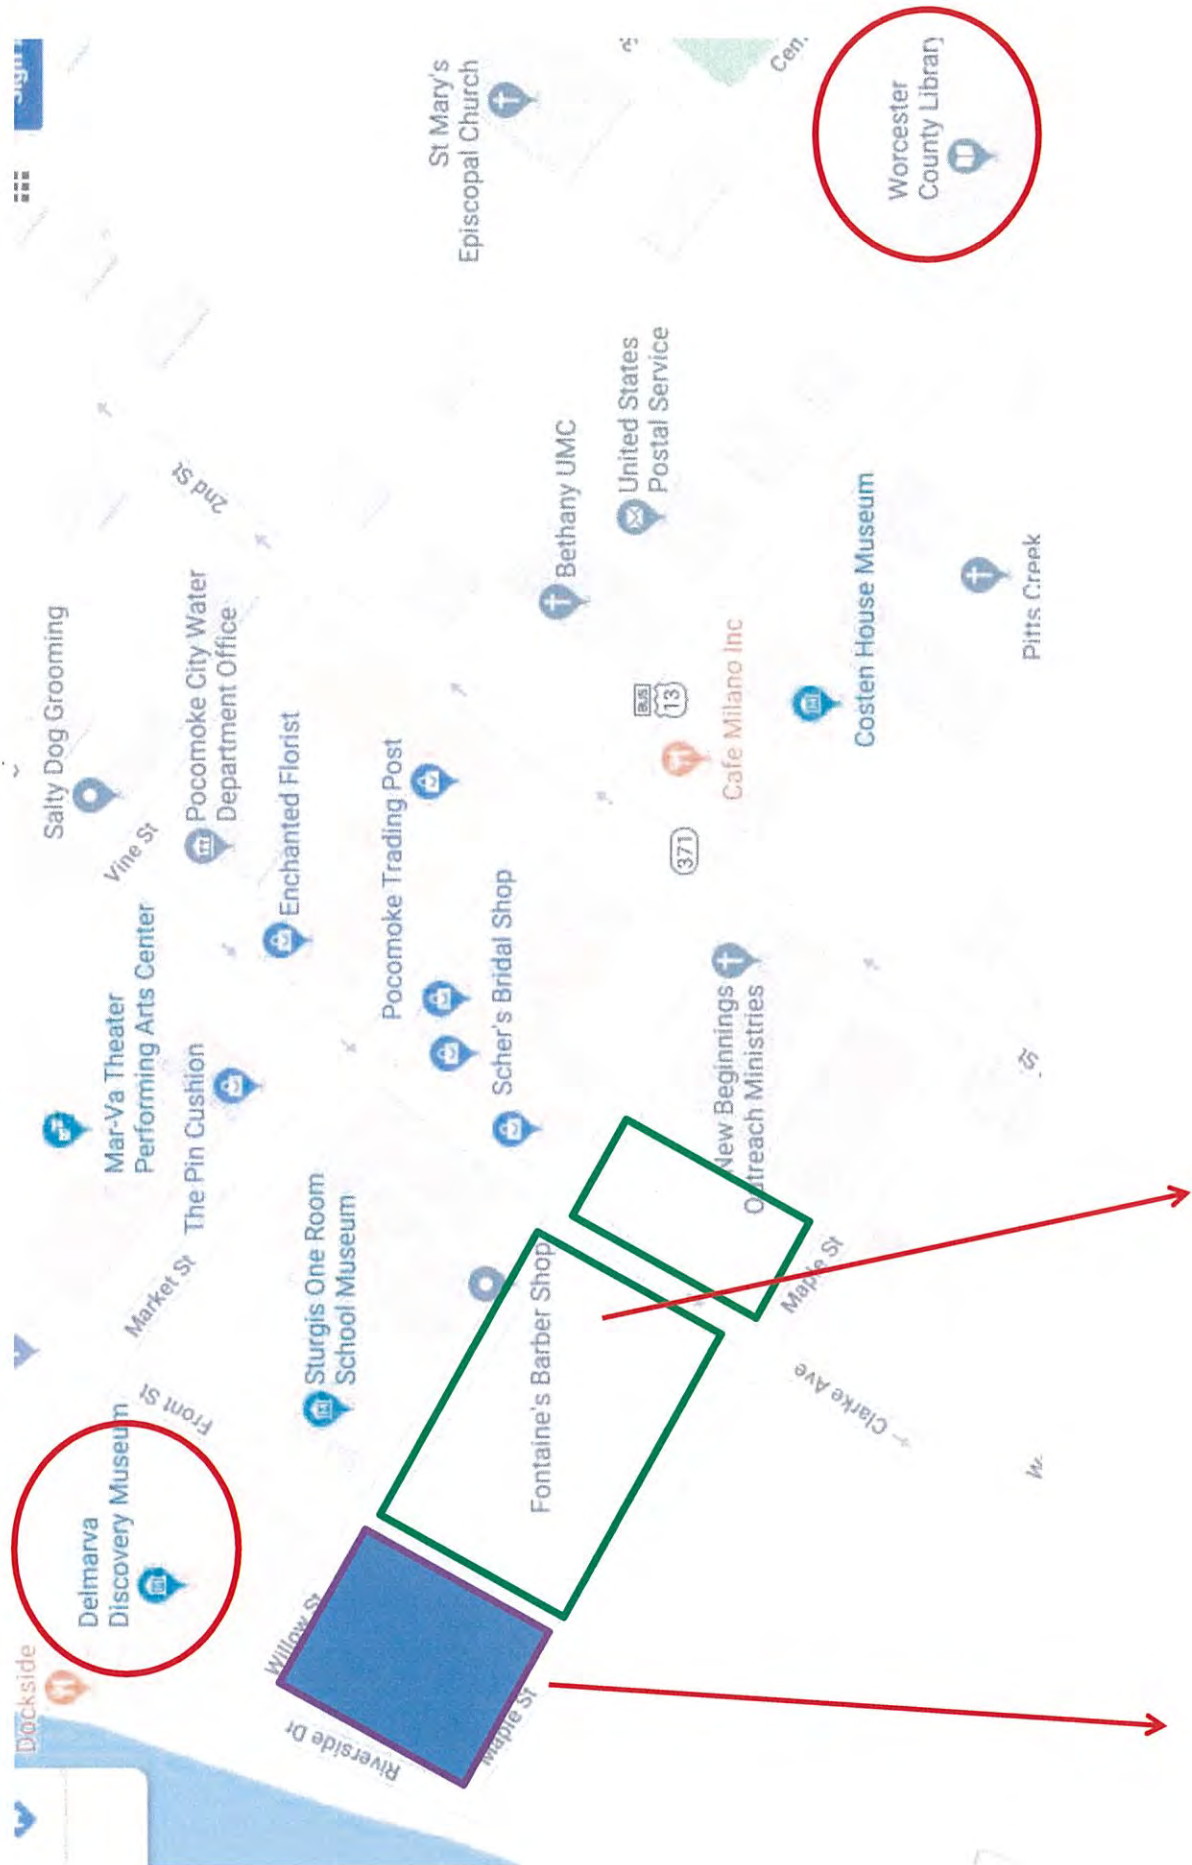 St Mary's
Episcopal Church
Cen.
Worcester
County Library
2nd St
United States
Postal Service
Bethany UMC
Salty Dog Grooming
Pocomoke City Water
Department Office
Vine St
Enchanted Florist
Pocomoke Trading Post
BUS
13
371
Cafe Milano Inc
Costen House Museum
Pitts Creek
Mar-Va Theater
Performing Arts Center
The Pin Cushion
Scher's Bridal Shop
New Beginnings
Outreach Ministries
St
Market St
Sturgis One Room
School Museum
Front St
Fontaine's Barber Shop
Maple St
Clarke Ave
Delmarva
Discovery Museum
Dockside
Willow St
Riverside Dr
Maple St